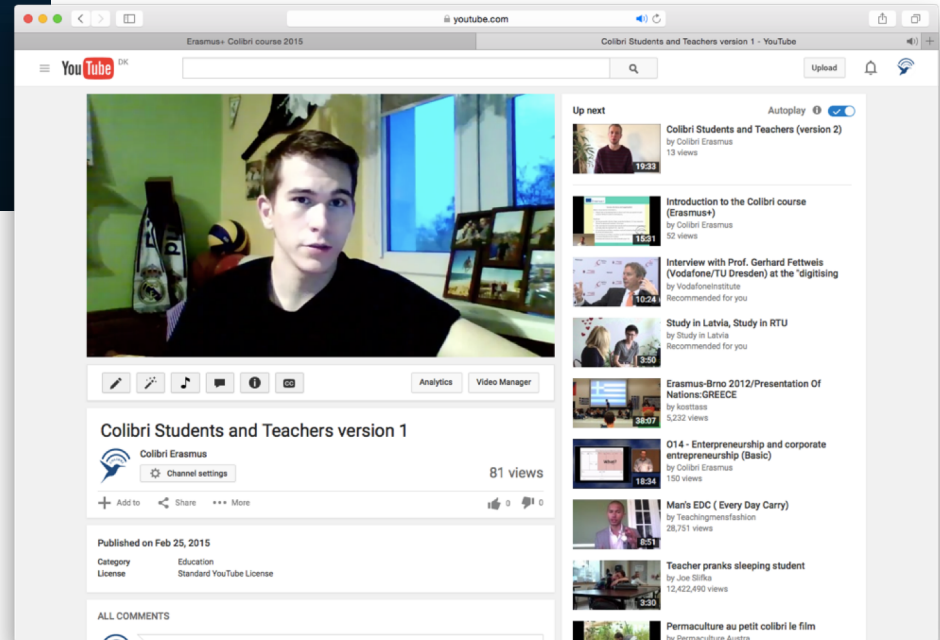 youtube.com
Erasmus+ Colibri course 2015
Colibri Students and Teachers version 1 - YouTube
YouTube DK
Upload
Up next
Autoplay
Colibri Students and Teachers (version 2)
by Colibri Erasmus
13 views
19:33
Introduction to the Colibri course
(Erasmus+)
by Colibri Erasmus
52 views
15:31
Interview with Prof. Gerhard Fettweis
(Vodafone/TU Dresden) at the "digitising
by Vodafoneinstitute
Recommended for you
10:24
Study in Latvia, Study in RTU
by Study in Latvia
Recommended for you
3:50
Erasmus-Brno 2012/Presentation Of
Nations:GREECE
by kosttass
5,232 views
38:07
O14 - Enterpreneurship and corporate
entrepreneurship (Basic)
by Colibri Erasmus
150 views
18:34
Man's EDC ( Every Day Carry)
by Teachingmensfashion
28,751 views
8:51
Teacher pranks sleeping student
by Joe Slifka
12,422,490 views
3:30
Permaculture au petit colibri le film
by Permaculture Austra
CC
Analytics
Video Manager
Colibri Students and Teachers version 1
Colibri Erasmus
Channel settings
81 views
Add to
Share
More
0
0
Published on Feb 25, 2015
Category Education
License Standard YouTube License
ALL COMMENTS